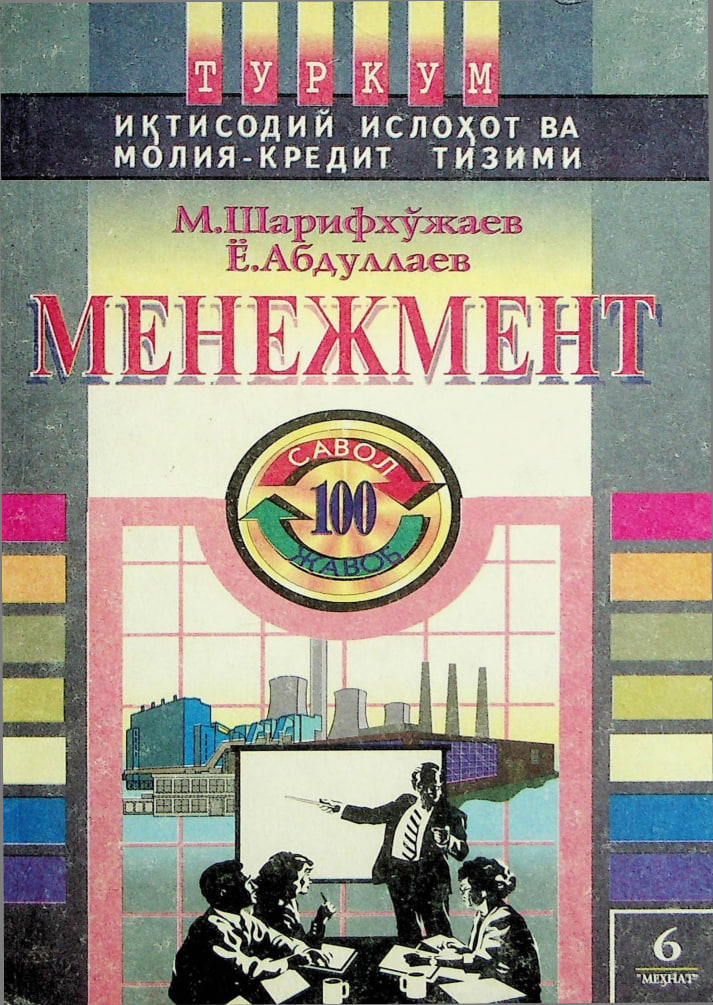 ТУРКУМ
ИҚТИСОДИЙ ИСЛОҲОТ ВА
МОЛИЯ-КРЕДИТ ТИЗИМИ
М.Шарифхўжаев
Ё.Абдуллаев
МЕНЕЖМЕНТ
САВОЛ
100
ЖАВОБ
6
"МЕҲНАТ"